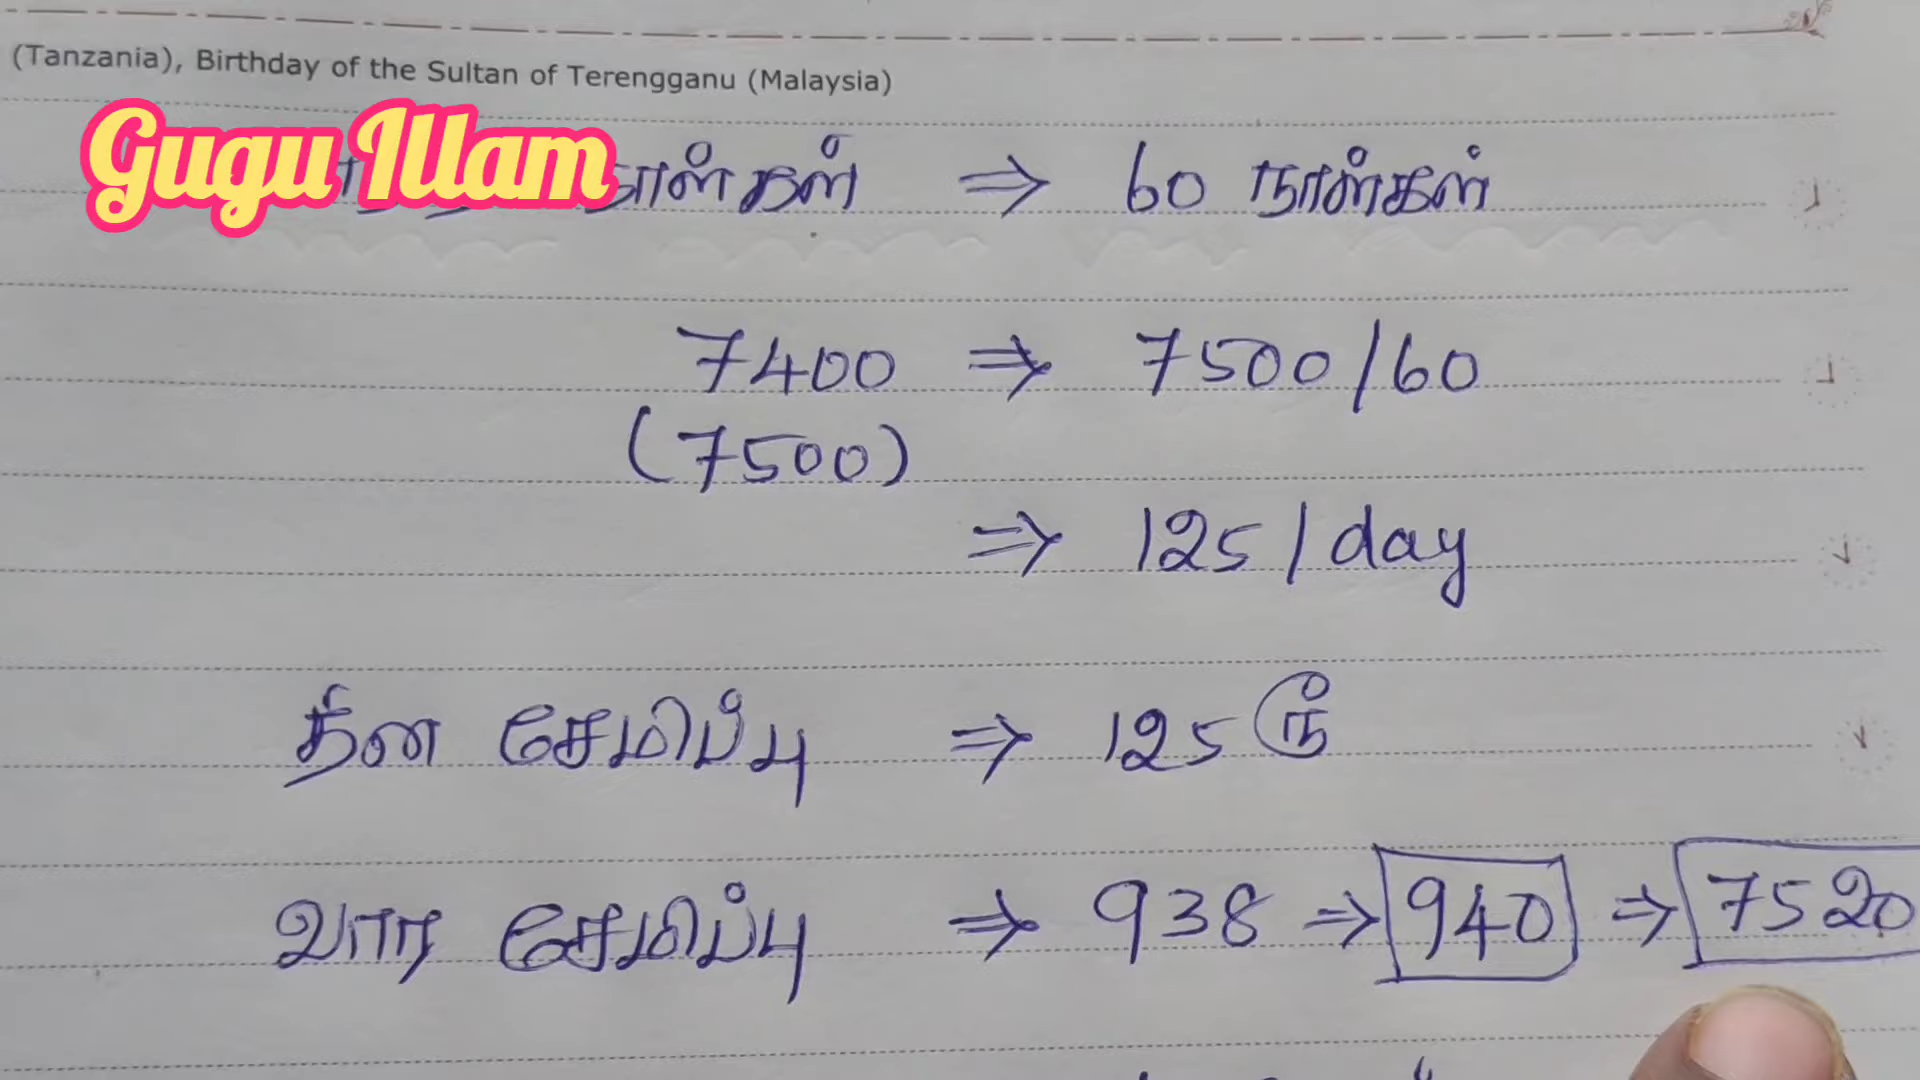 (Tanzania), Birthday of the Sultan of Terengganu (Malaysia)
Gugu Illam
நாள்கள் ⇒ 60 நாள்கள்
7400 ⇒ 7500/60
(7500)
⇒ 125/day
தின சேமிப்பு ⇒ 125 ரூ
வார சேமிப்பு ⇒ 938 ⇒ 940 ⇒ 7520